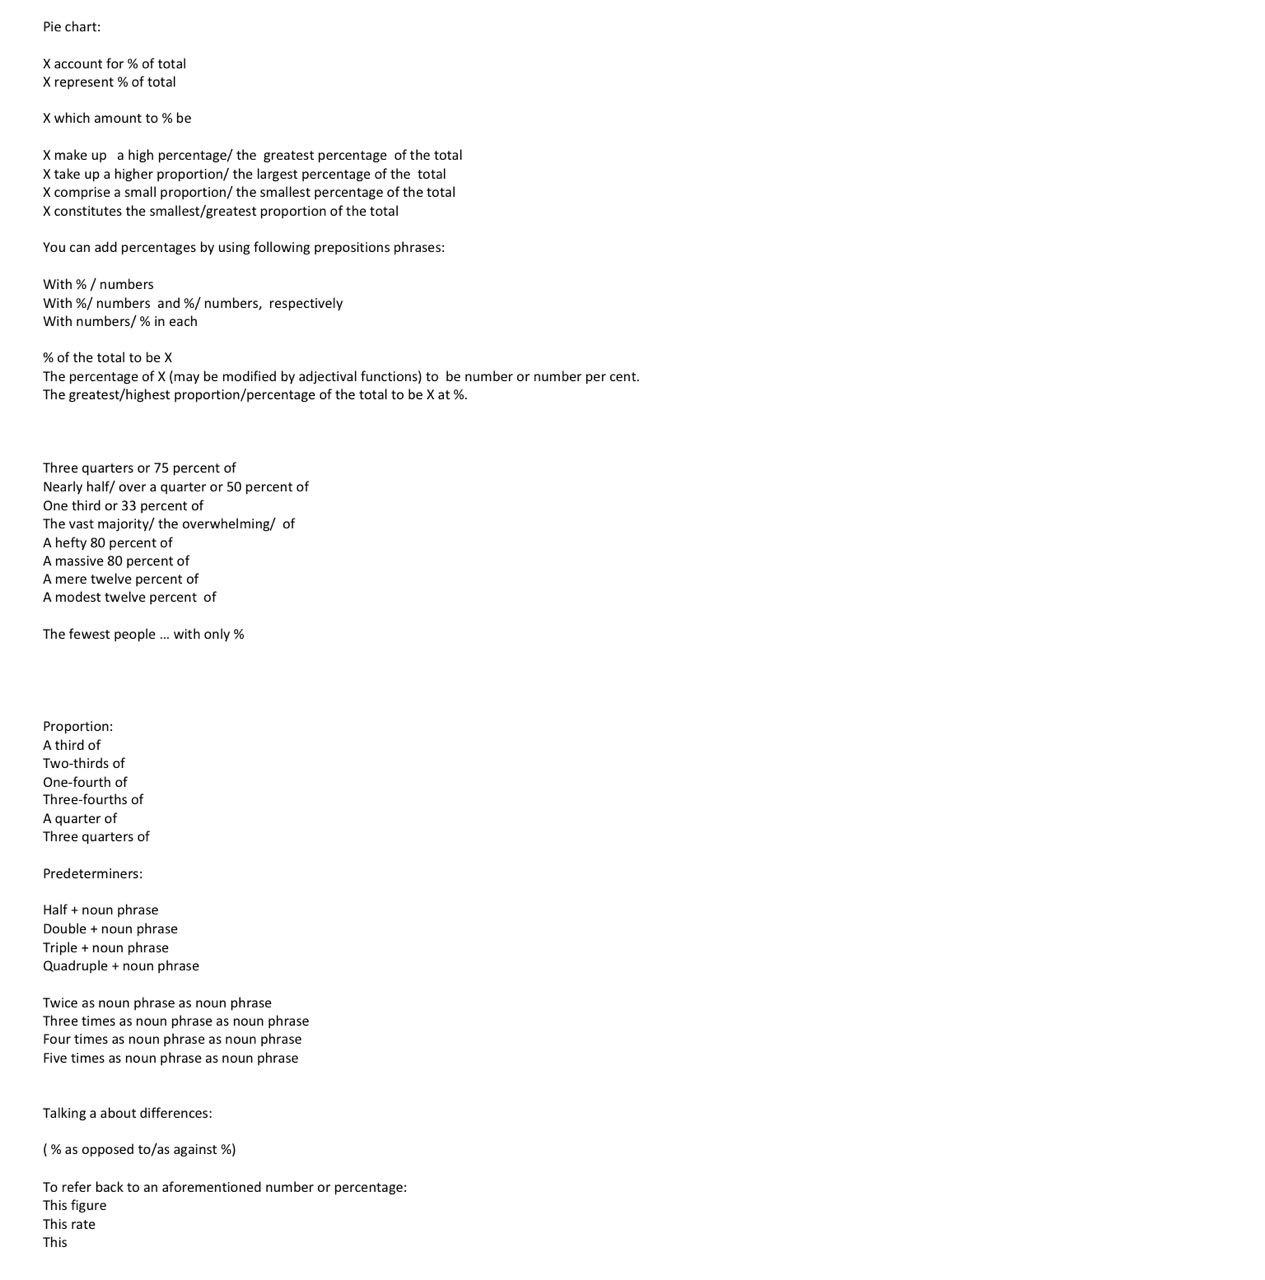 Pie chart:
X account for % of total
X represent % of total
X which amount to % be
X make up   a high percentage/ the  greatest percentage  of the total
X take up a higher proportion/ the largest percentage of the  total
X comprise a small proportion/ the smallest percentage of the total
X constitutes the smallest/greatest proportion of the total
You can add percentages by using following prepositions phrases:
With % / numbers
With %/ numbers  and %/ numbers,  respectively
With numbers/ % in each
% of the total to be X
The percentage of X (may be modified by adjectival functions) to  be number or number per cent.
The greatest/highest proportion/percentage of the total to be X at %.
Three quarters or 75 percent of
Nearly half/ over a quarter or 50 percent of
One third or 33 percent of
The vast majority/ the overwhelming/  of
A hefty 80 percent of
A massive 80 percent of
A mere twelve percent of
A modest twelve percent  of
The fewest people ... with only %
Proportion:
A third of
Two-thirds of
One-fourth of
Three-fourths of
A quarter of
Three quarters of
Predeterminers:
Half + noun phrase
Double + noun phrase
Triple + noun phrase
Quadruple + noun phrase
Twice as noun phrase as noun phrase
Three times as noun phrase as noun phrase
Four times as noun phrase as noun phrase
Five times as noun phrase as noun phrase
Talking a about differences:
( % as opposed to/as against %)
To refer back to an aforementioned number or percentage:
This figure
This rate
This